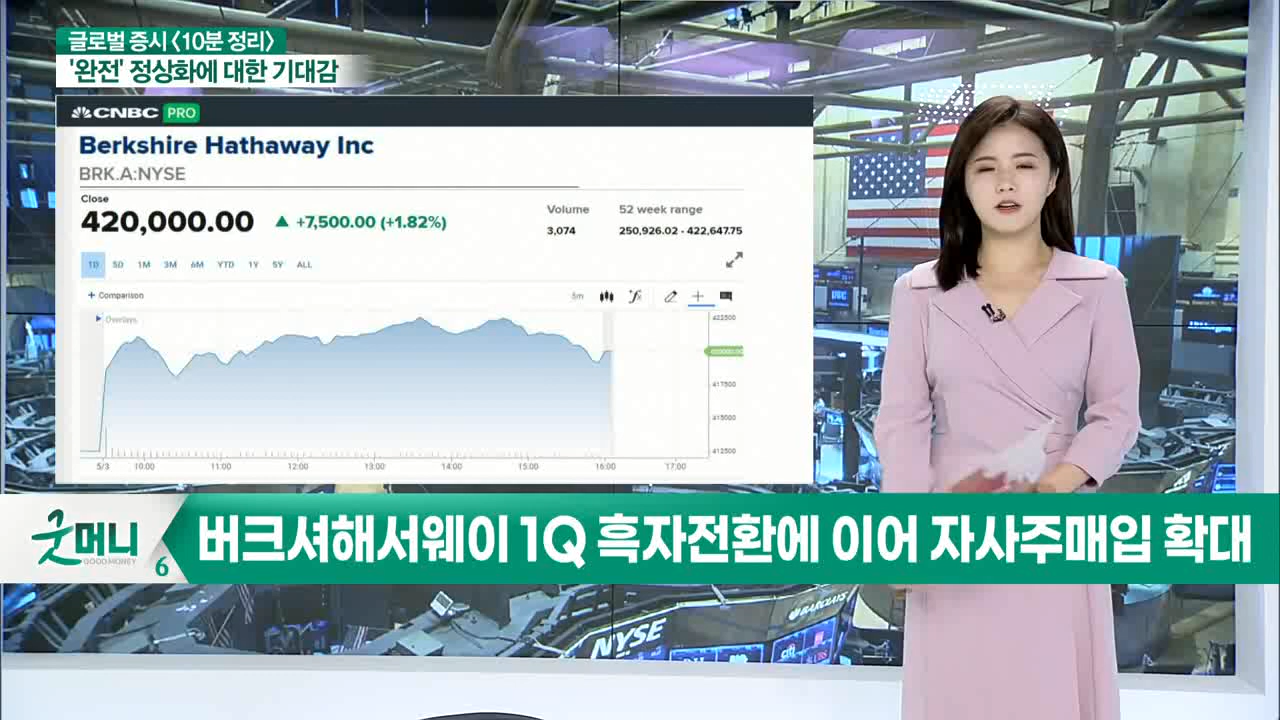 글로벌 증시 <10분 정리>
'완전' 정상화에 대한 기대감
CNBC PRO
Berkshire Hathaway Inc
BRK.A:NYSE
Close
420,000.00 ▲ +7,500.00 (+1.82%)
Volume 52 week range
3,074 250,926.02 - 422,647.75
1D 5D 1M 3M 6M YTD 1Y 5Y ALL
+ Comparison
5m
Overlays
422500
420000.00
417500
415000
412500
5/3 10:00 11:00 12:00 13:00 14:00 15:00 16:00 17:00
굿머니
GOOD MONEY
6
버크셔해서웨이 1Q 흑자전환에 이어 자사주매입 확대
NYSE
BARCLAYS
citi